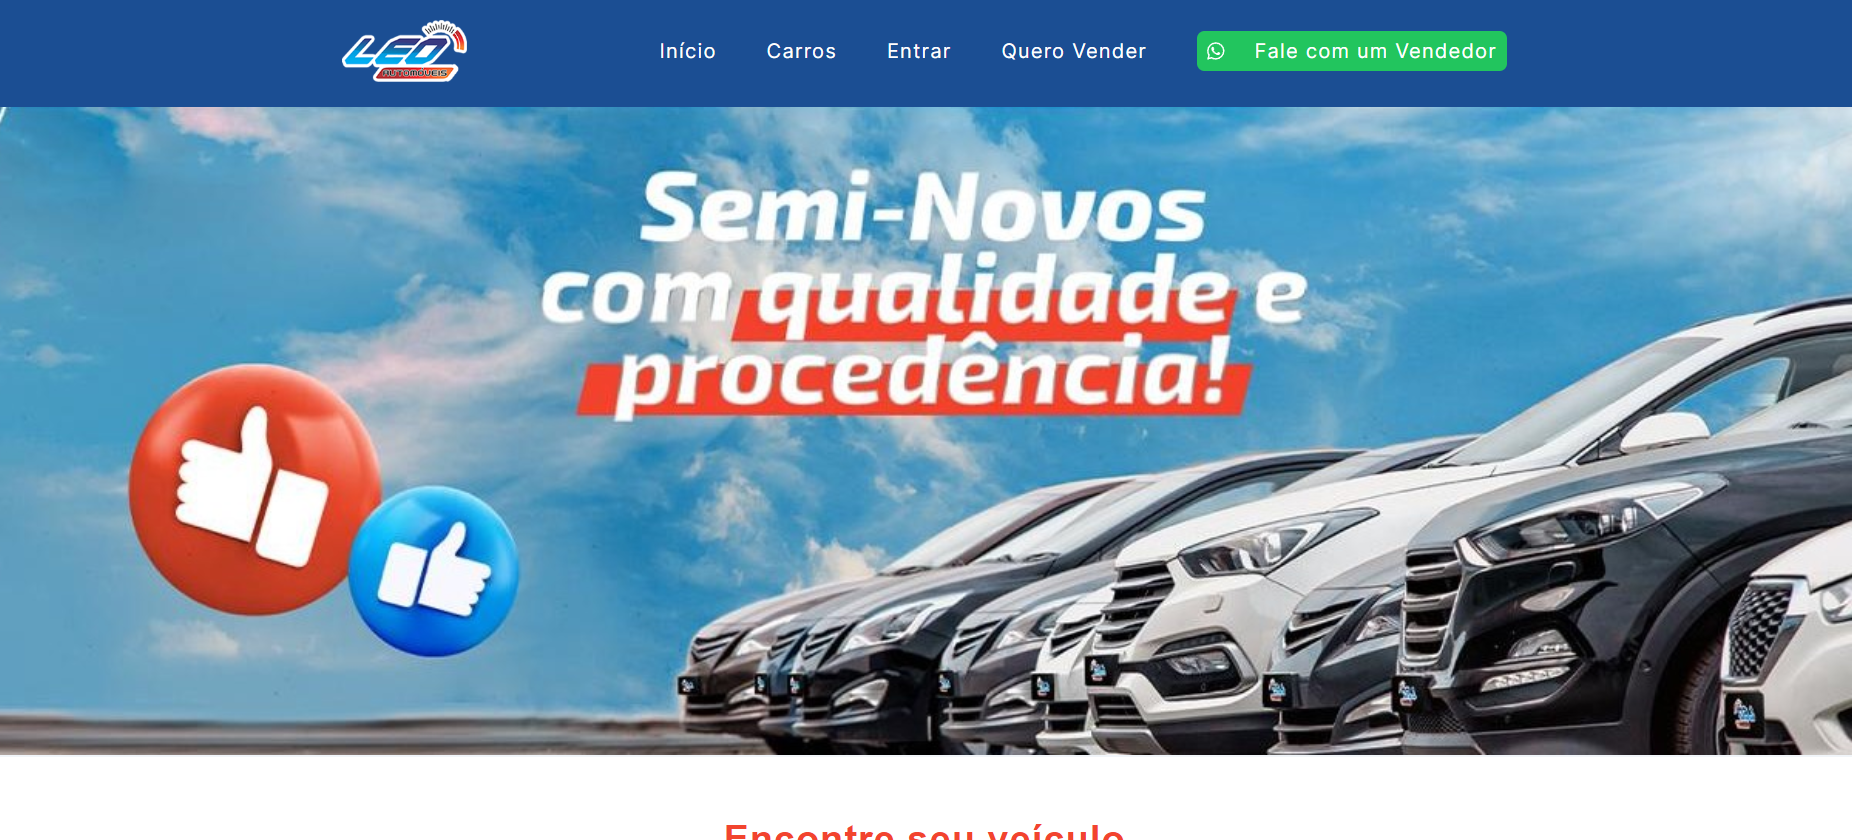 LEO
AUTOMÓVEIS
Início
Carros
Entrar
Quero Vender
Fale com um Vendedor
Semi-Novos
com qualidade e
procedência!
Encontre seu veículo